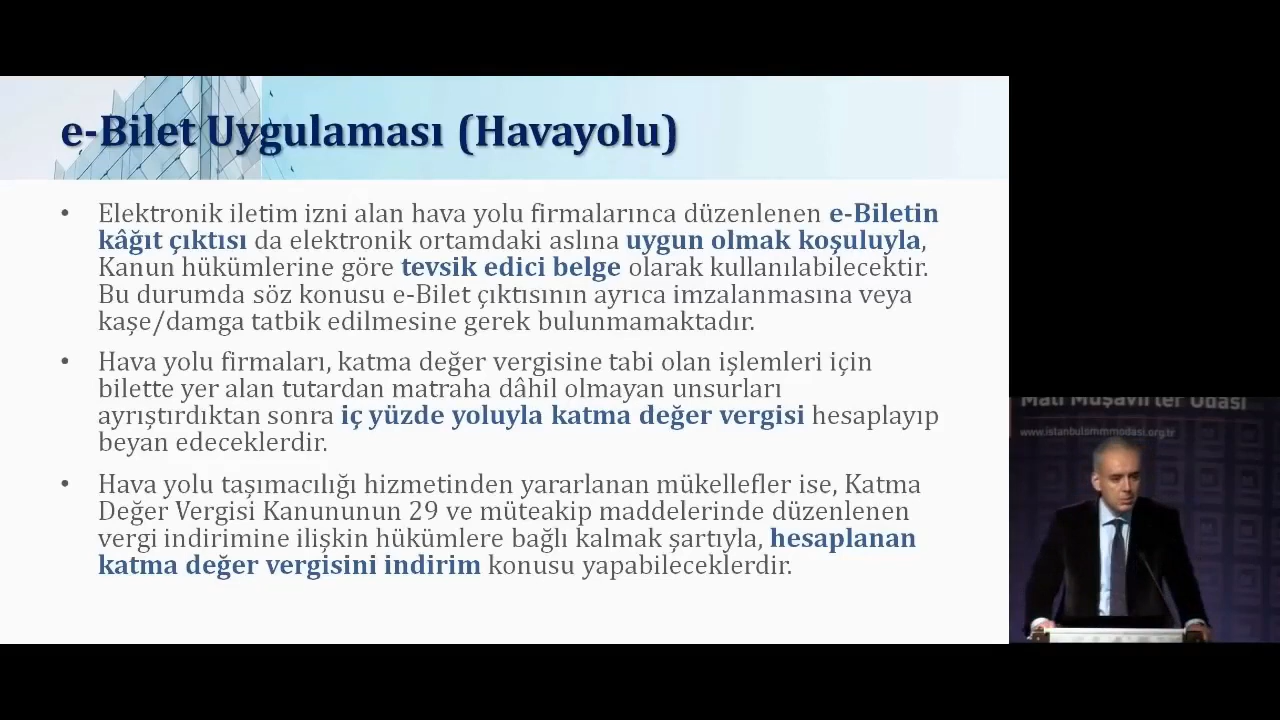 e-Bilet Uygulaması (Havayolu)
• Elektronik iletim izni alan hava yolu firmalarınca düzenlenen e-Biletin
kâğıt çıktısı da elektronik ortamdaki aslına uygun olmak koşuluyla,
Kanun hükümlerine göre tevsik edici belge olarak kullanılabilecektir.
Bu durumda söz konusu e-Bilet çıktısının ayrıca imzalanmasına veya
kaşe/damga tatbik edilmesine gerek bulunmamaktadır.
• Hava yolu firmaları, katma değer vergisine tabi olan işlemleri için
bilette yer alan tutardan matraha dâhil olmayan unsurları
ayrıştırdıktan sonra iç yüzde yoluyla katma değer vergisi hesaplayıp
beyan edeceklerdir.
• Hava yolu taşımacılığı hizmetinden yararlanan mükellefler ise, Katma
Değer Vergisi Kanununun 29 ve müteakip maddelerinde düzenlenen
vergi indirimine ilişkin hükümlere bağlı kalmak şartıyla, hesaplanan
katma değer vergisini indirim konusu yapabileceklerdir.
Mali Müşavirler Odası
www.istanbulsmmmodasi.org.tr